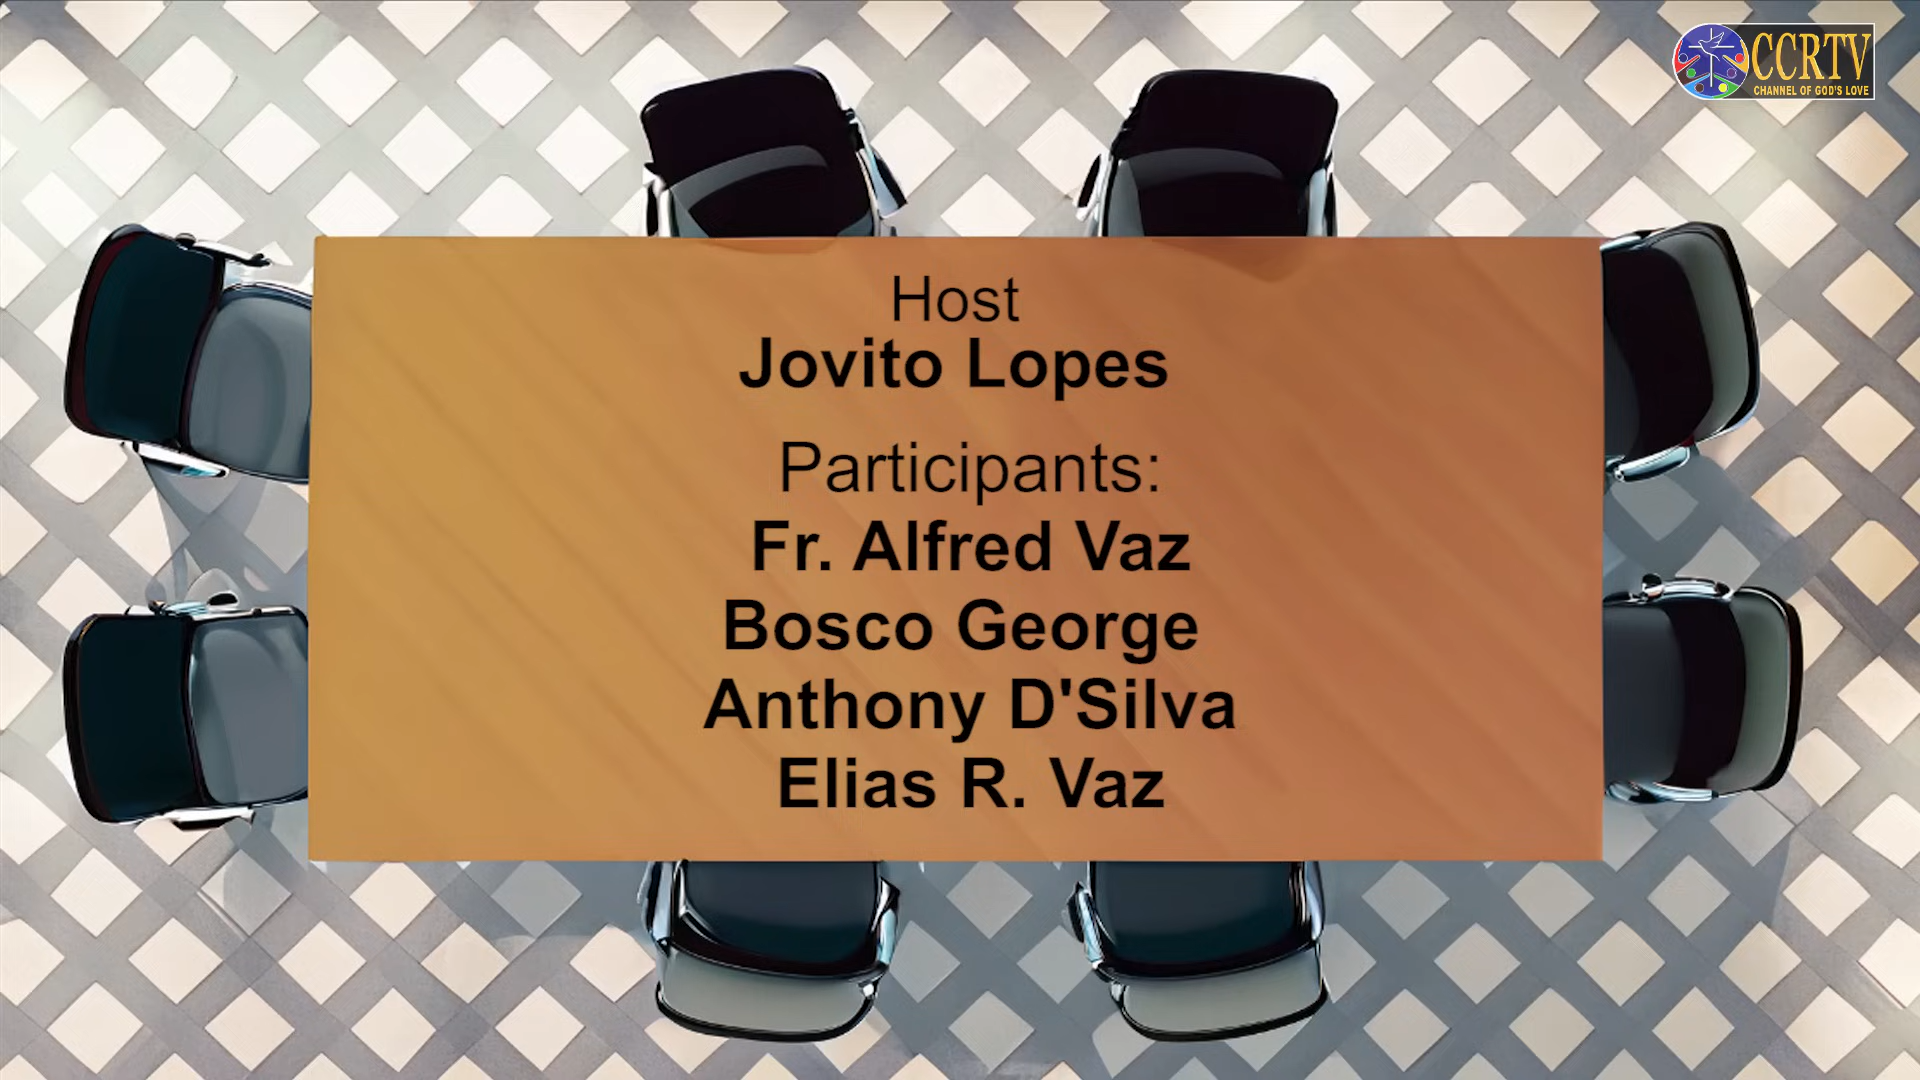 CCRTV
CHANNEL OF GOD'S LOVE
Host
Jovito Lopes
Participants:
Fr. Alfred Vaz
Bosco George
Anthony D'Silva
Elias R. Vaz